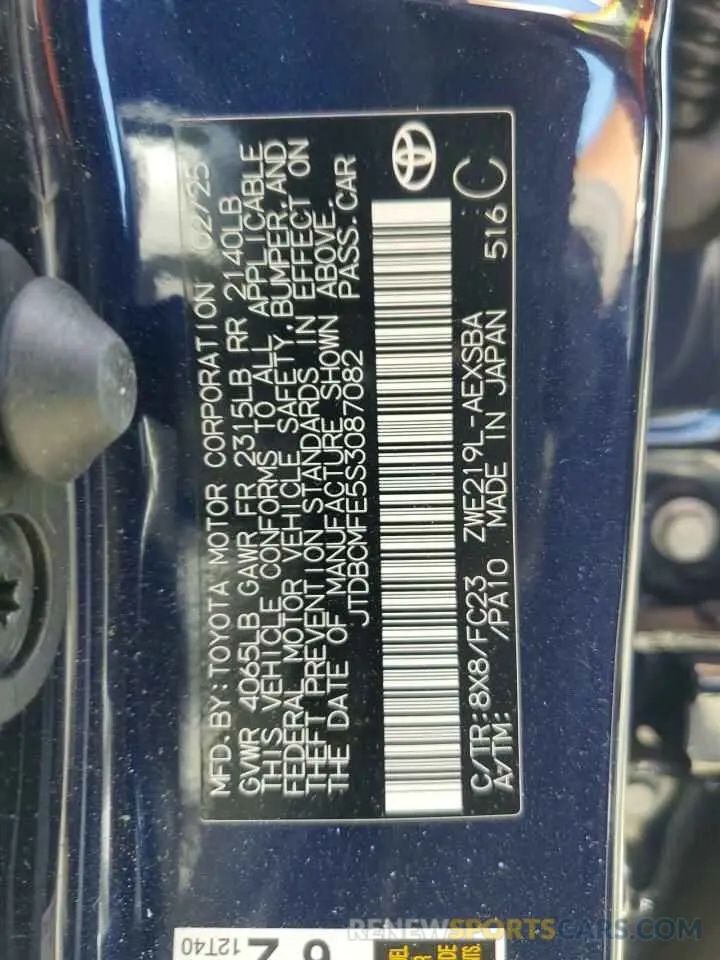 MFD.BY:TOYOTA MOTOR CORPORATION 02/25
GVWR 4065LB GAWR FR 2315LB RR 2140LB
THIS VEHICLE CONFORMS TO ALL APPLICABLE
FEDERAL MOTOR VEHICLE SAFETY,BUMPER,AND
THEFT PREVENTION STANDARDS IN EFFECT ON
THE DATE OF MANUFACTURE SHOWN ABOVE.
JTDBCMFE5S3087082 PASS.CAR
C/TR:8X8/FC23 ZWE219L-AEXSBA
A/TM: /PA10 MADE IN JAPAN 516 C
12T40
RENEWSPORTSCARS.COM